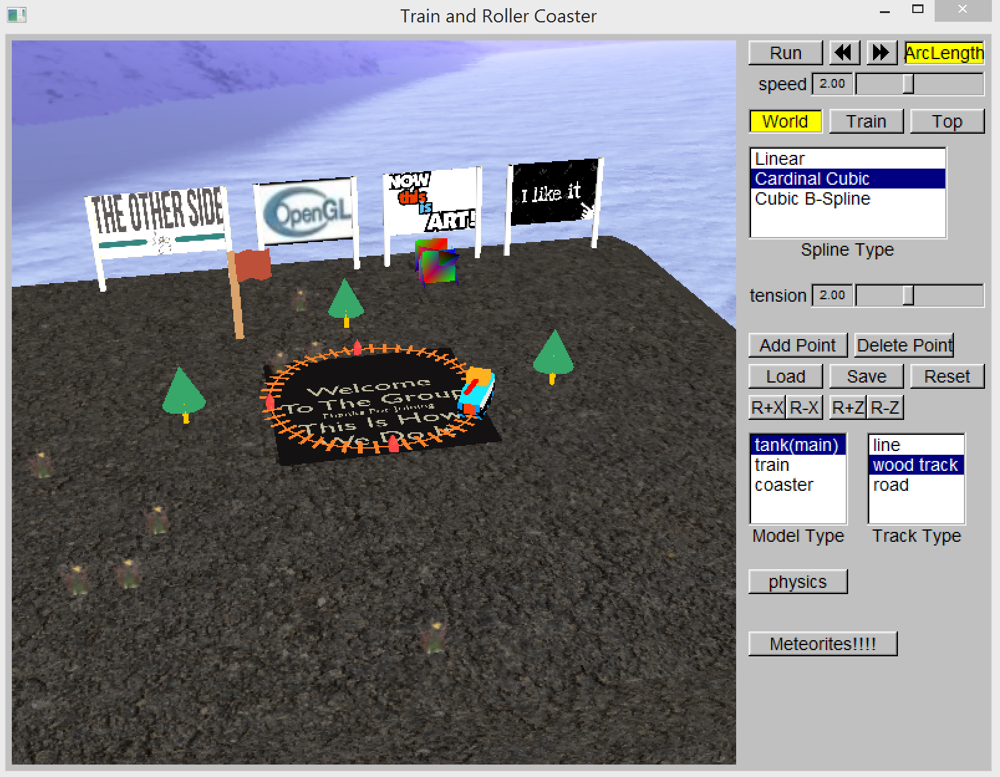 Train and Roller Coaster
THE OTHER SIDE
OpenGL
NOW
this
is
ART!
I like it
Welcome
To The Group
This Is How
We Do
Run
ArcLength
speed 2.00
World Train Top
Linear
Cardinal Cubic
Cubic B-Spline
Spline Type
tension 2.00
Add Point Delete Point
Load Save Reset
R+X R-X R+Z R-Z
tank(main)
train
coaster
Model Type
line
wood track
road
Track Type
physics
Meteorites!!!!